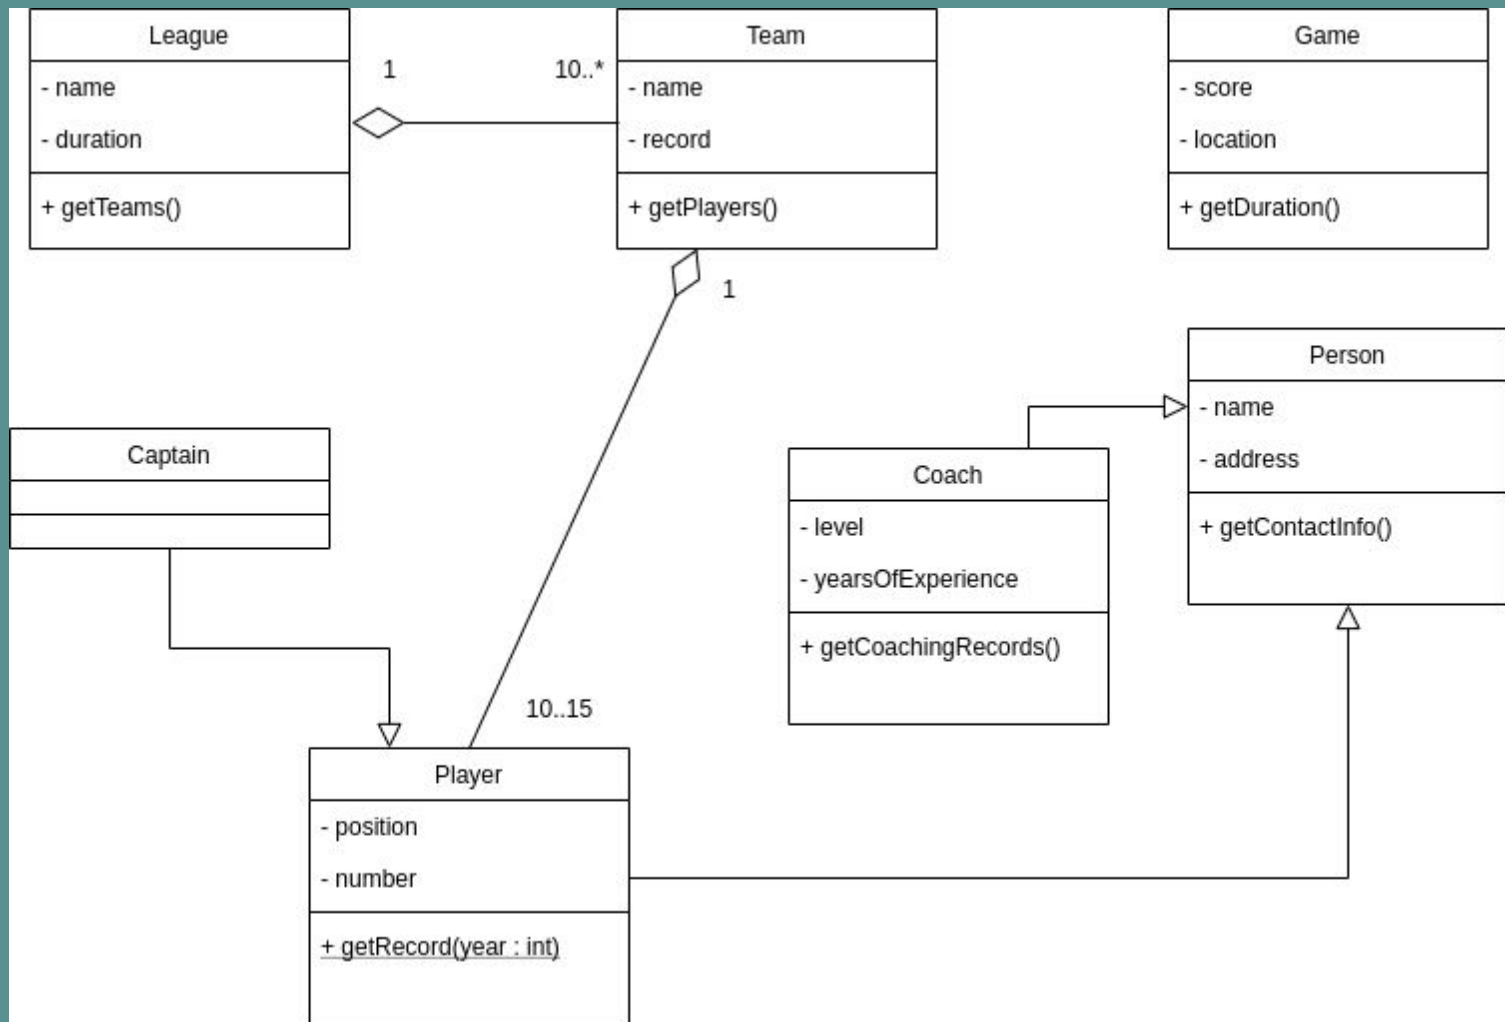 League
- name
- duration
+ getTeams()
1
10..*
Team
- name
- record
+ getPlayers()
1
Game
- score
- location
+ getDuration()
Person
- name
- address
+ getContactInfo()
Captain
Coach
- level
- yearsOfExperience
+ getCoachingRecords()
10..15
Player
- position
- number
+ getRecord(year : int)